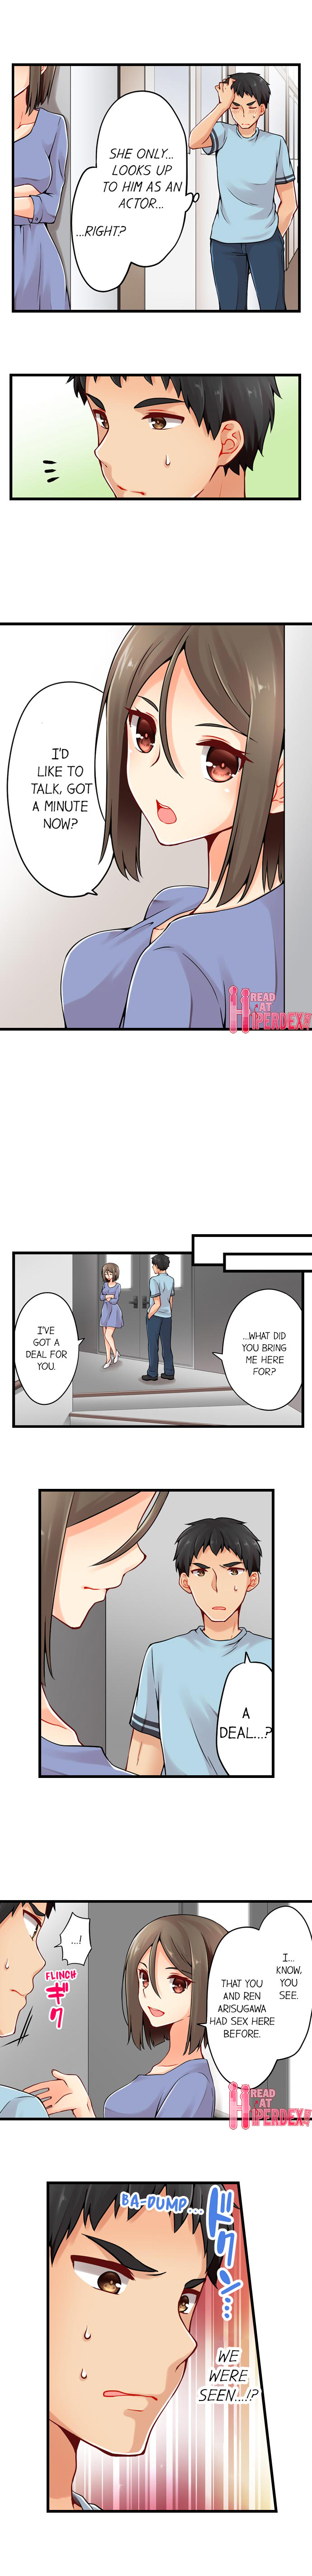 SHE ONLY...
LOOKS UP
TO HIM AS AN
ACTOR...
...RIGHT?
I'D
LIKE TO
TALK, GOT
A MINUTE
NOW?
READ
AT
HIPERDEX!!
...WHAT DID
YOU BRING
ME HERE
FOR?
I'VE
GOT A
DEAL FOR
YOU.
A
DEAL...?
I...
KNOW,
YOU
SEE.
THAT YOU
AND REN
ARISUGAWA
HAD SEX HERE
BEFORE.
...!
FLINCH
ギク
READ
AT
HIPERDEX!!
BA-DUMP...
ドクン...
WE
WERE
SEEN...!?